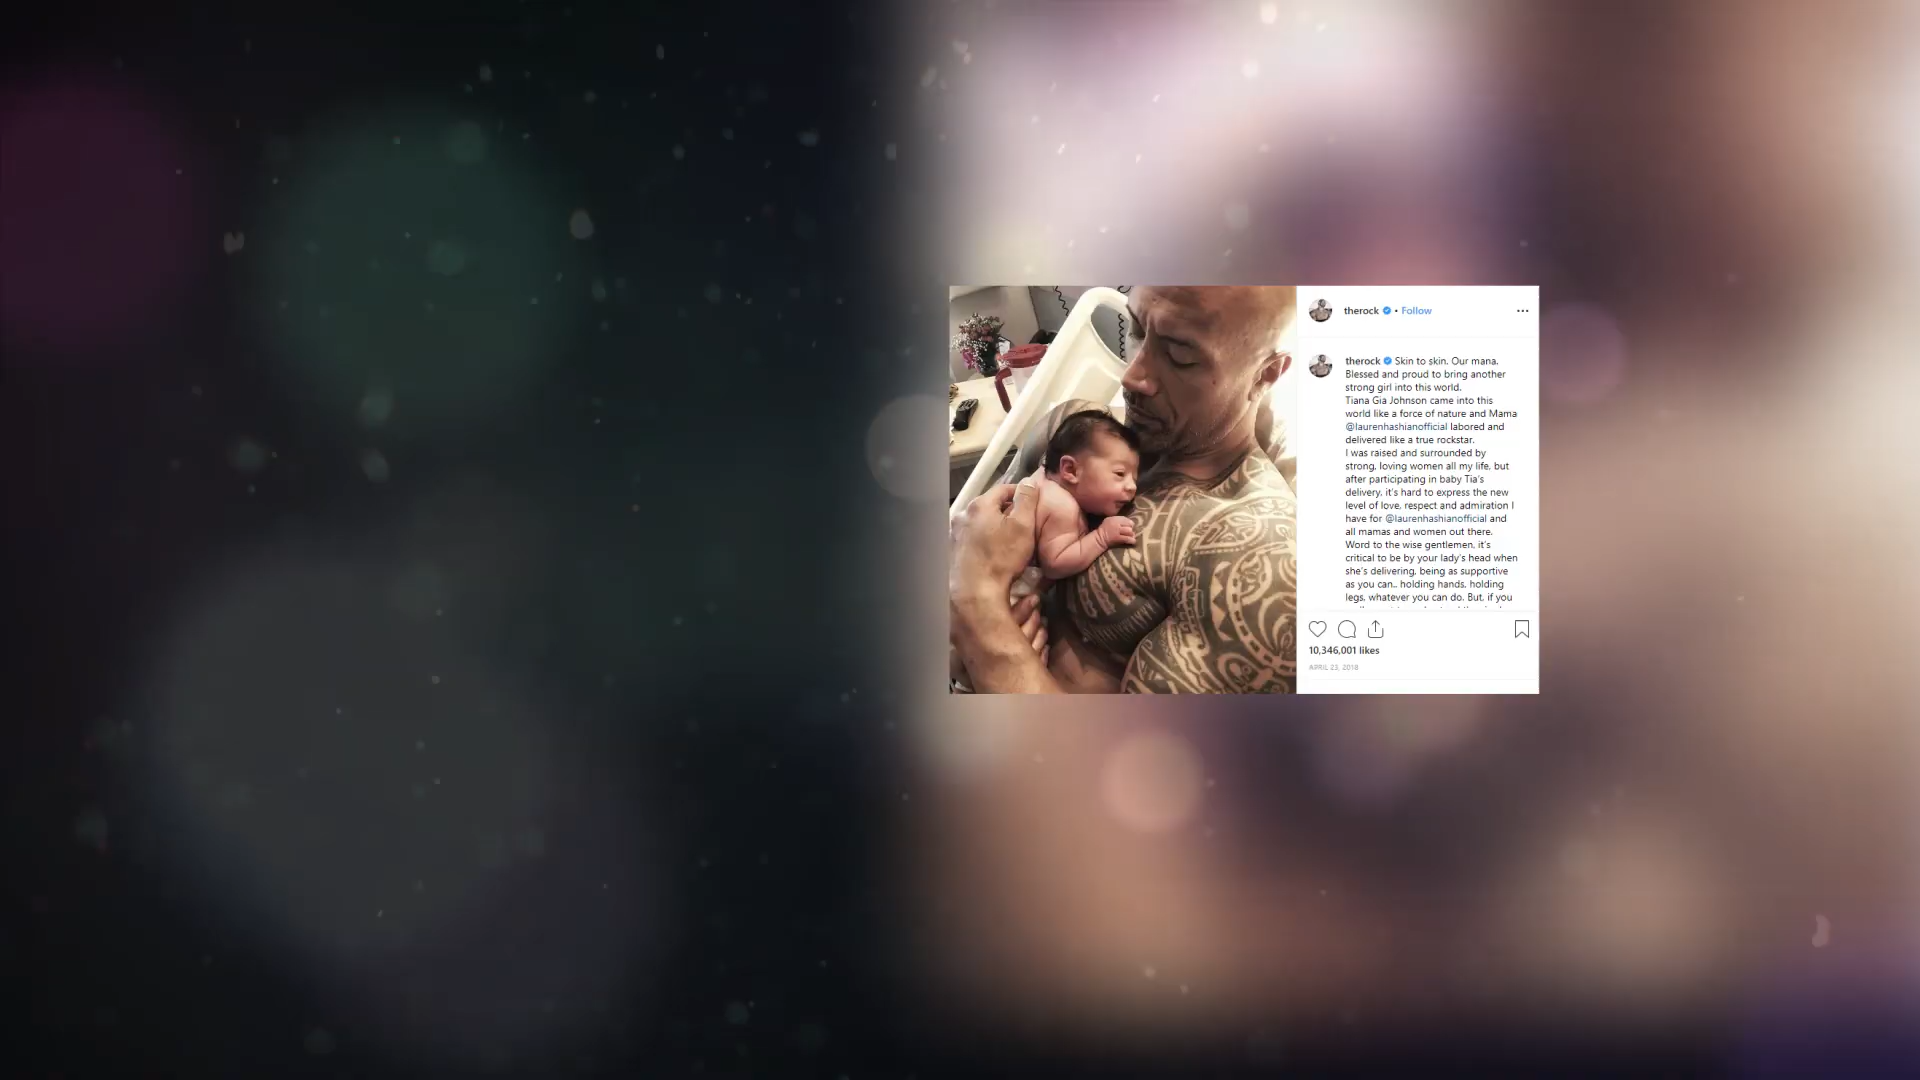 therock • Follow
therock Skin to skin. Our mana.
Blessed and proud to bring another
strong girl into this world.
Tiana Gia Johnson came into this
world like a force of nature and Mama
@laurenhashianofficial labored and
delivered like a true rockstar.
I was raised and surrounded by
strong, loving women all my life, but
after participating in baby Tia's
delivery, it's hard to express the new
level of love, respect and admiration I
have for @laurenhashianofficial and
all mamas and women out there.
Word to the wise gentlemen, it's
critical to be by your lady's head when
she's delivering, being as supportive
as you can.. holding hands, holding
legs, whatever you can do. But, if you
10,346,001 likes
APRIL 23, 2018